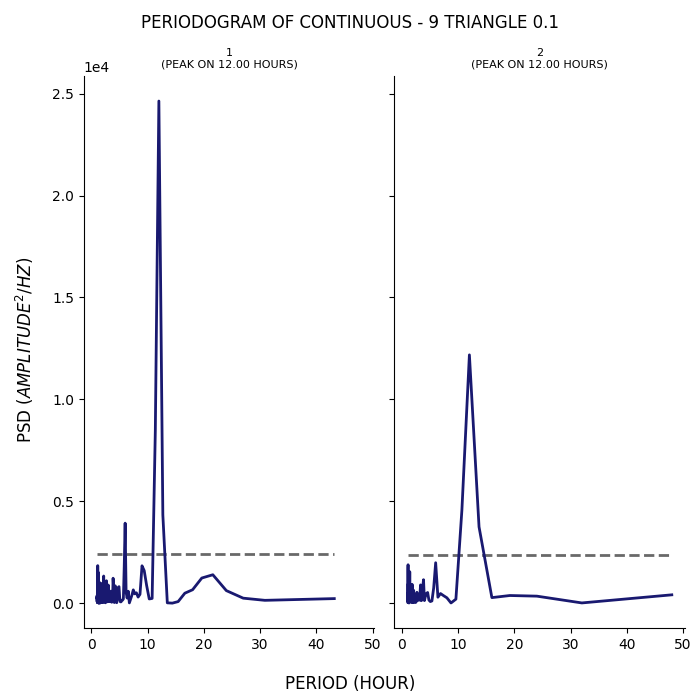 PERIODOGRAM OF CONTINUOUS - 9 TRIANGLE 0.1
1
(PEAK ON 12.00 HOURS)
2
(PEAK ON 12.00 HOURS)
1e4
2.5
2.0
1.5
1.0
0.5
0.0
PSD (AMPLITUDE²/HZ)
0 10 20 30 40 50
0 10 20 30 40 50
PERIOD (HOUR)